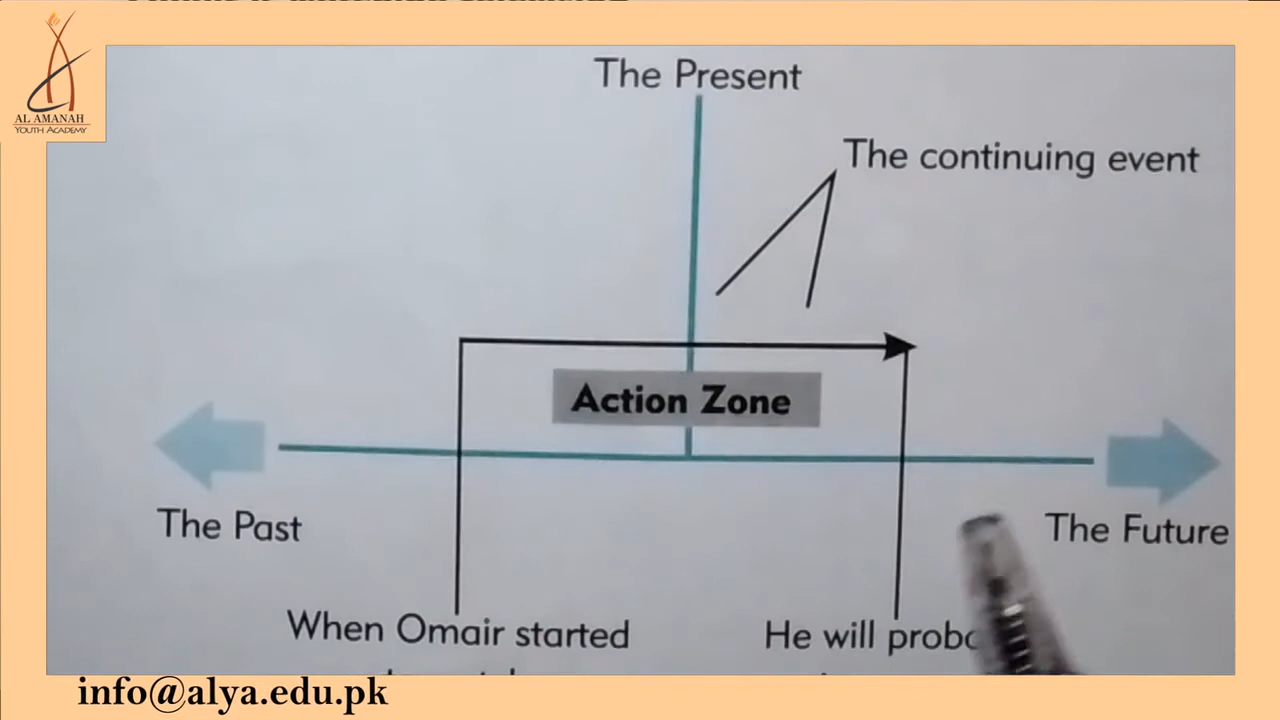 AL AMANAH
YOUTH ACADEMY
The Present
The continuing event
Action Zone
The Past
The Future
When Omair started
He will
info@alya.edu.pk